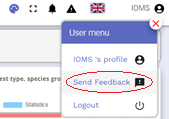 IOMS
User menu
IOMS 's profile
Send Feedback
est type, species gro
Statistics
Logout